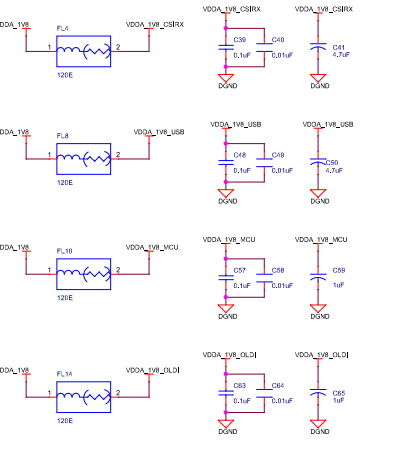 DDA_1V8 VDDA_1V8_CSIRX VDDA_1V8_CSIRX VDDA_1V8_CSIRX
FL4
1 2
120E
C39 C40 C41
0.1uF 0.01uF 4.7uF
DGND DGND
DDA_1V8 VDDA_1V8_USB VDDA_1V8_USB VDDA_1V8_USB
FL8
1 2
120E
C48 C49 C50
0.1uF 0.01uF 4.7uF
DGND DGND
DDA_1V8 VDDA_1V8_MCU VDDA_1V8_MCU VDDA_1V8_MCU
FL10
1 2
120E
C57 C58 C59
0.1uF 0.01uF 1uF
DGND DGND
DDA_1V8 VDDA_1V8_OLDI VDDA_1V8_OLDI VDDA_1V8_OLDI
FL14
1 2
120E
C63 C64 C65
0.1uF 0.01uF 1uF
DGND DGND